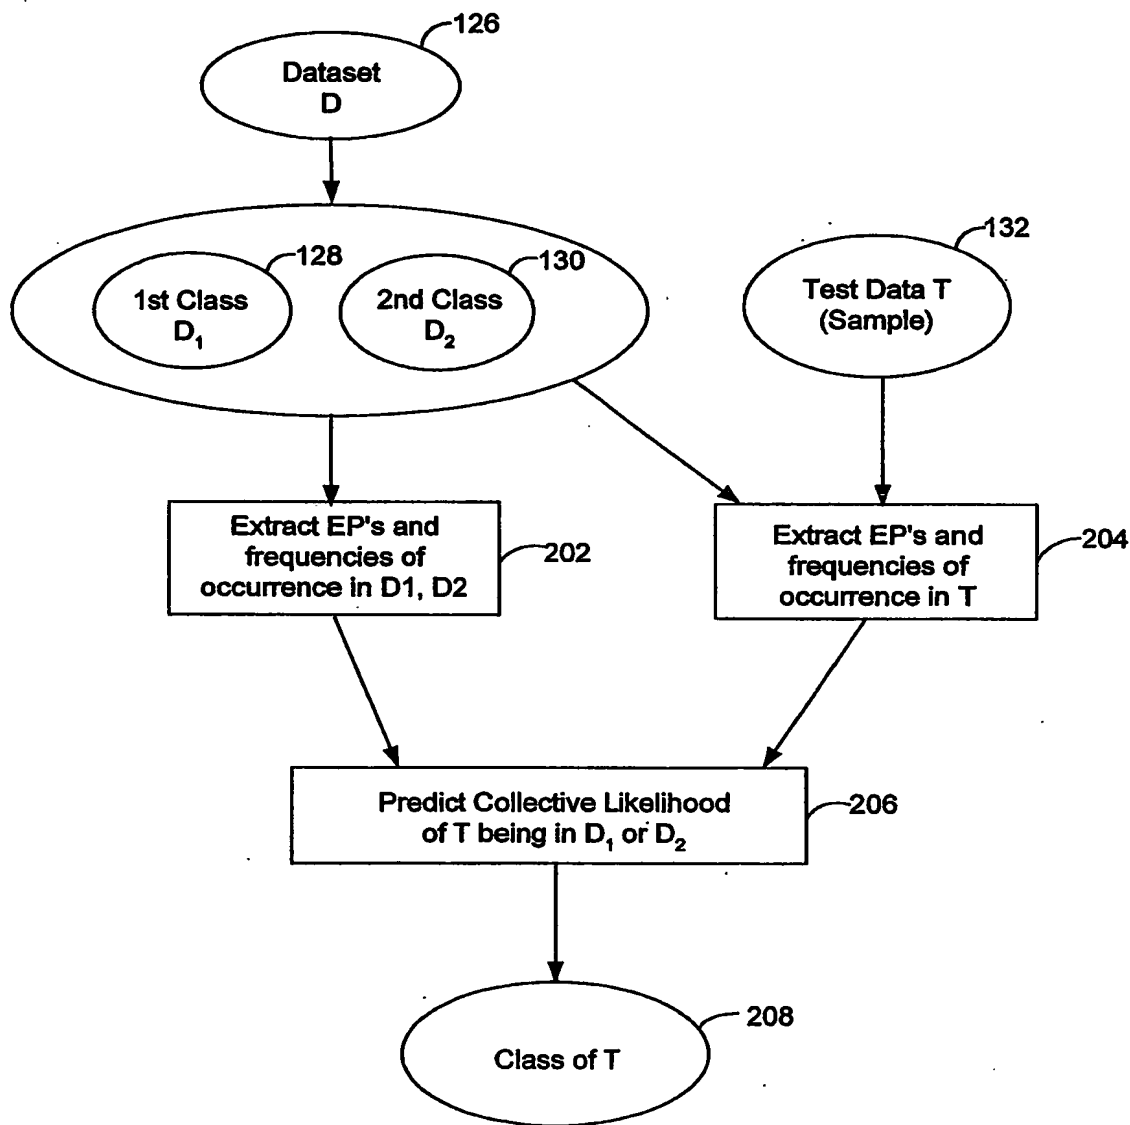 126
Dataset
D
128
130
132
1st Class
D₁
2nd Class
D₂
Test Data T
(Sample)
Extract EP's and
frequencies of
occurrence in D1, D2
202
Extract EP's and
frequencies of
occurrence in T
204
Predict Collective Likelihood
of T being in D₁ or D₂
206
208
Class of T